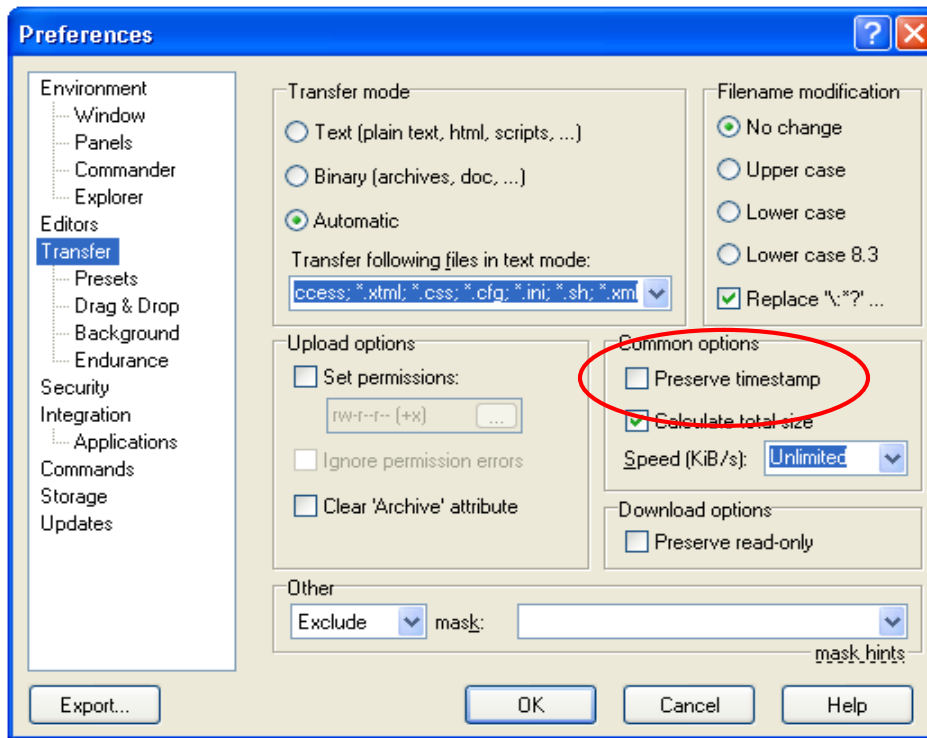 Preferences
Environment
Window
Panels
Commander
Explorer
Editors
Transfer
Presets
Drag & Drop
Background
Endurance
Security
Integration
Applications
Commands
Storage
Updates
Transfer mode
Text (plain text, html, scripts, ...)
Binary (archives, doc, ...)
Automatic
Transfer following files in text mode:
ccess; *.xtml; *.css; *.cfg; *.ini; *.sh; *.xml
Filename modification
No change
Upper case
Lower case
Lower case 8.3
Replace '\:*?' ...
Upload options
Set permissions:
rw-r--r-- (+x) ...
Ignore permission errors
Clear 'Archive' attribute
Common options
Preserve timestamp
Calculate total size
Speed (KiB/s): Unlimited
Download options
Preserve read-only
Other
Exclude mask:
mask hints
Export... OK Cancel Help